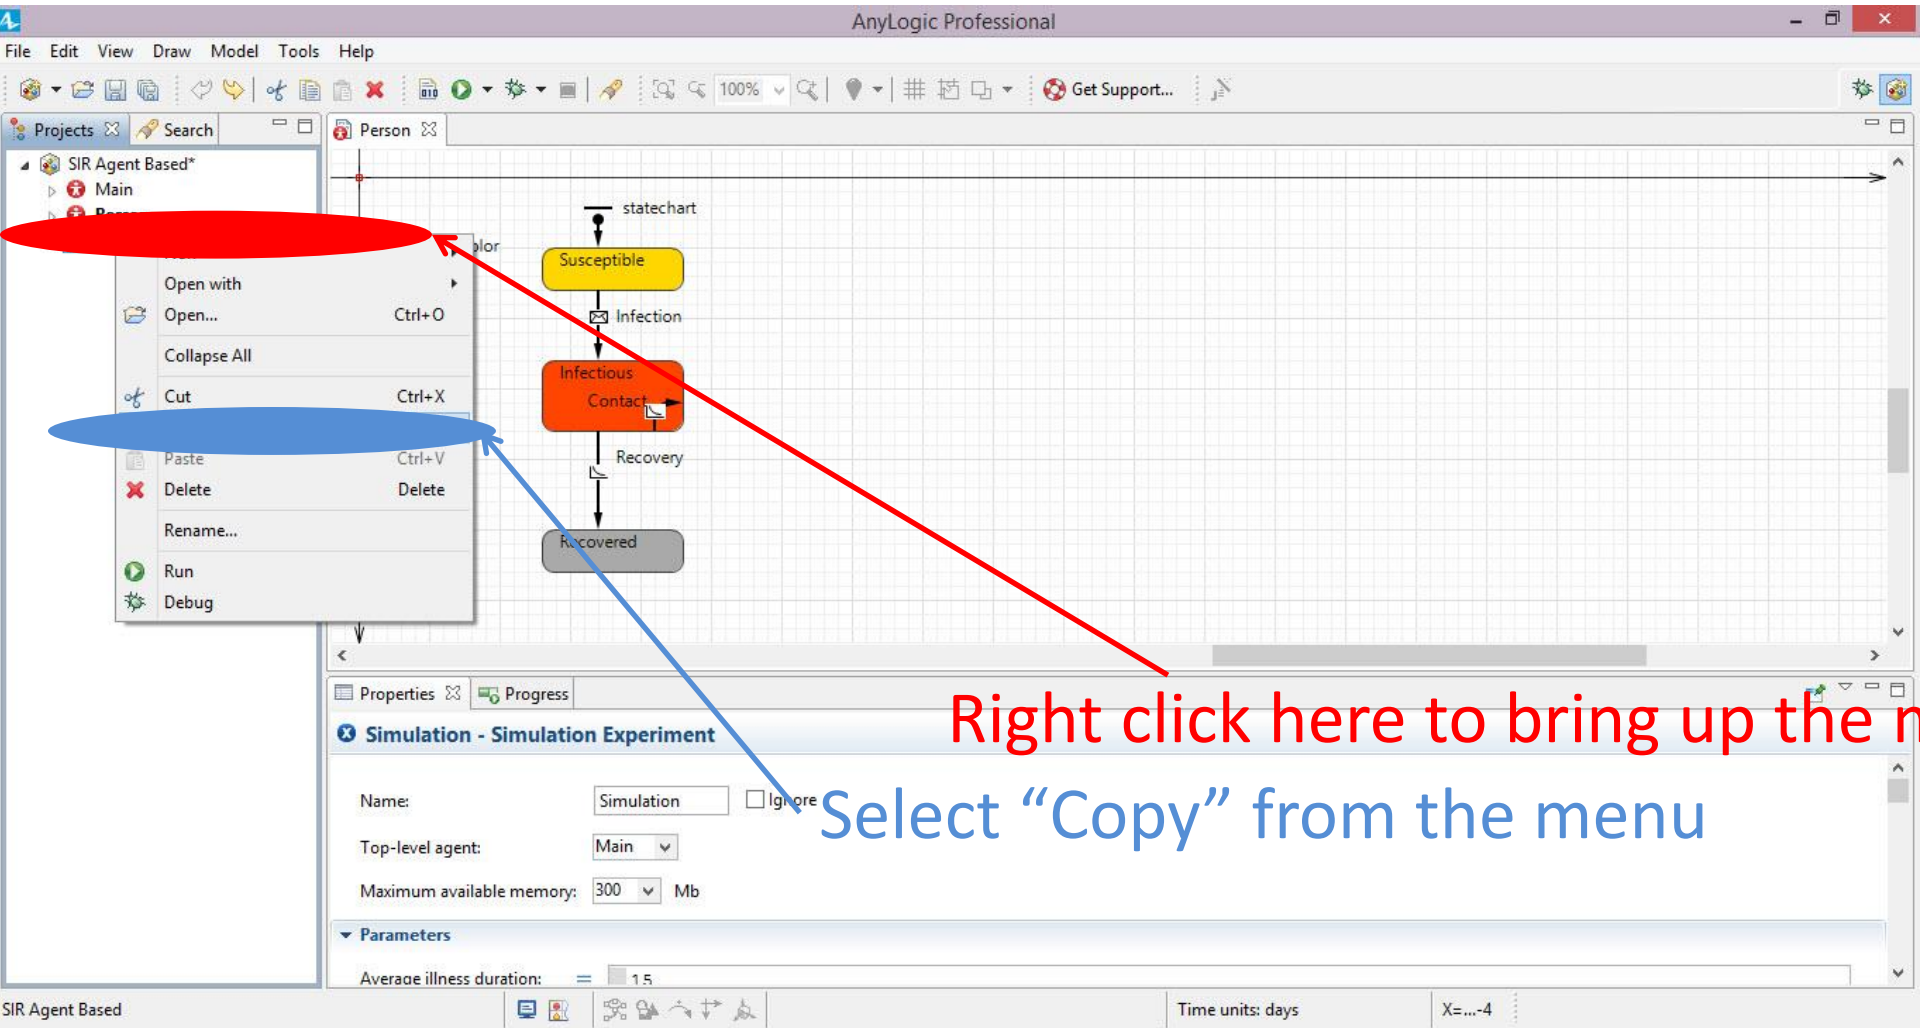 AnyLogic Professional
File Edit View Draw Model Tools Help
100%
Get Support...
Projects Search
Person
SIR Agent Based*
Main
statechart
Susceptible
Open with
Open... Ctrl+O
Infection
Collapse All
Infectious
Cut Ctrl+X
Contact
Paste Ctrl+V
Recovery
Delete Delete
Rename...
Recovered
Run
Debug
Properties Progress
Right click here to bring up the
Simulation - Simulation Experiment
Name: Simulation Ignore
Select “Copy” from the menu
Top-level agent: Main
Maximum available memory: 300 Mb
Parameters
Average illness duration: = 15
SIR Agent Based
Time units: days
X=...-4